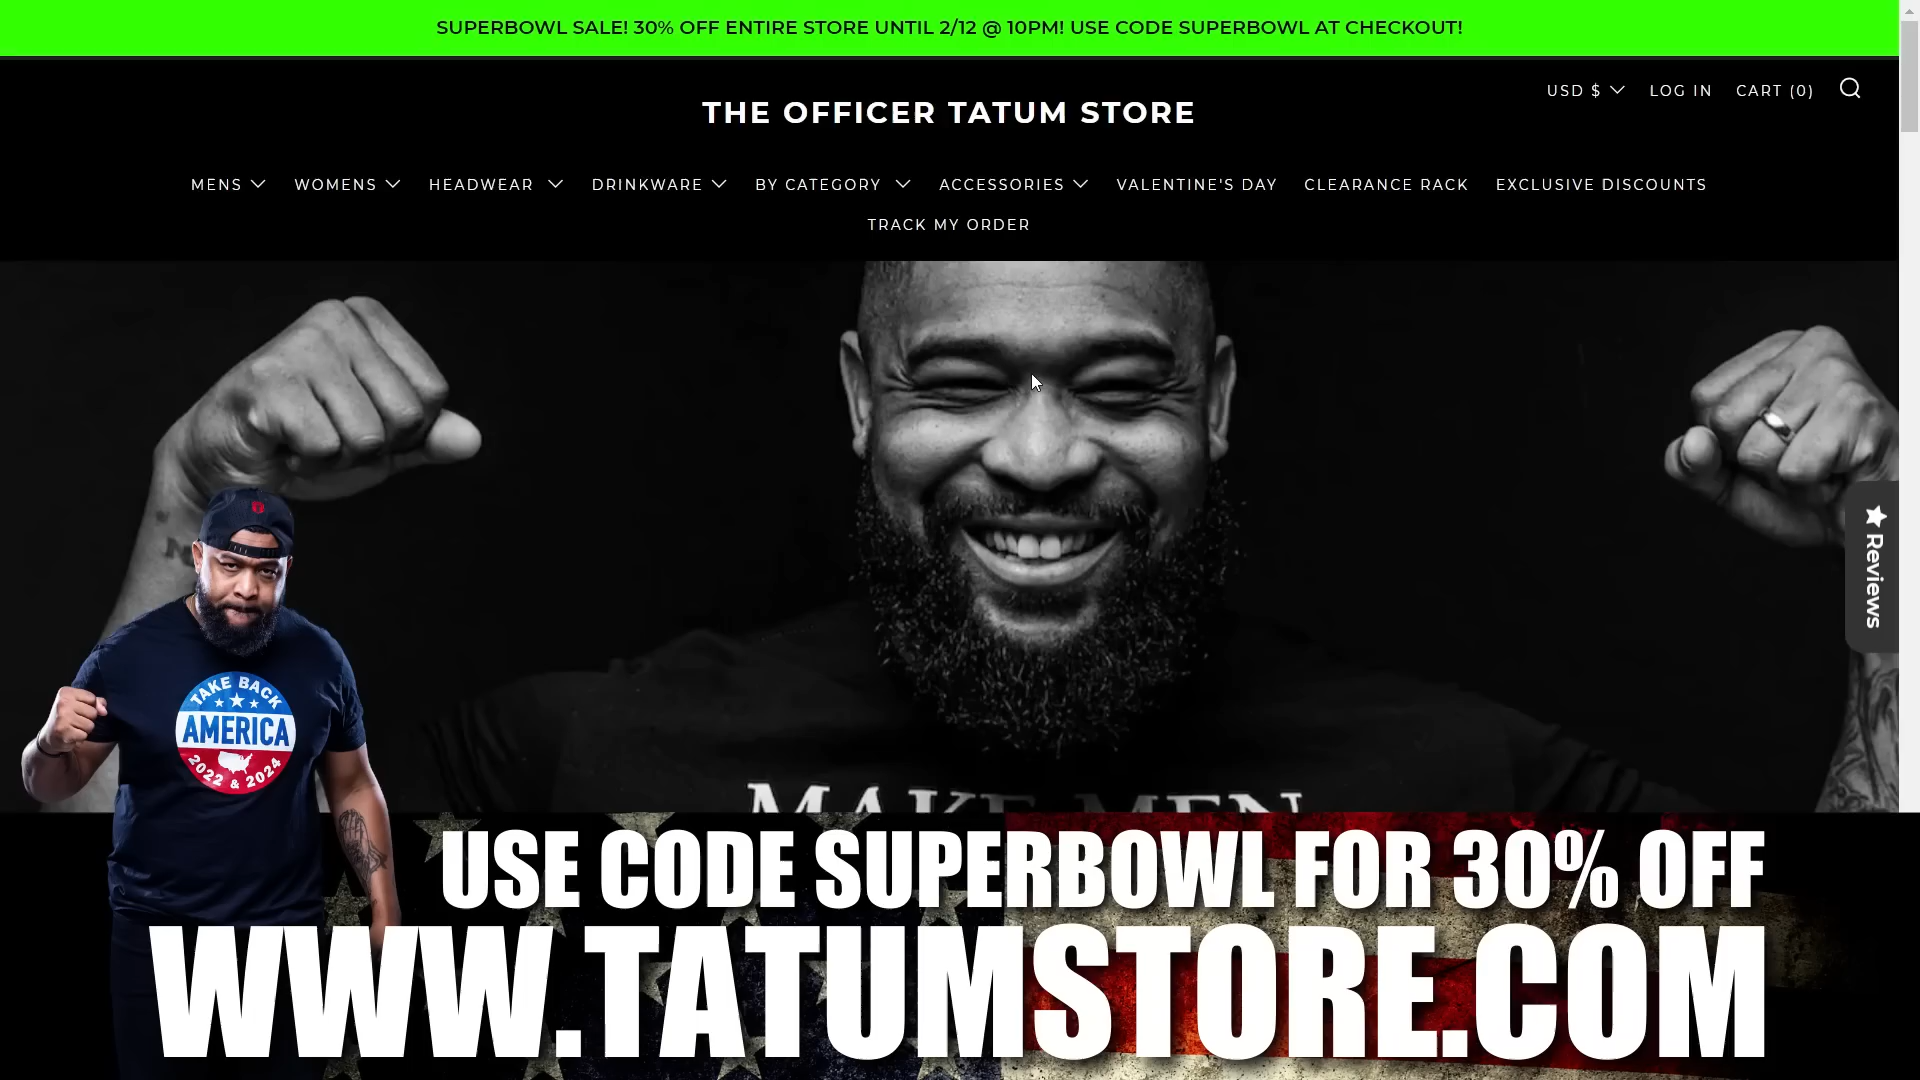 SUPERBOWL SALE! 30% OFF ENTIRE STORE UNTIL 2/12 @ 10PM! USE CODE SUPERBOWL AT CHECKOUT!
USD $ LOG IN CART (0)
THE OFFICER TATUM STORE
MENS WOMENS HEADWEAR DRINKWARE BY CATEGORY ACCESSORIES VALENTINE'S DAY CLEARANCE RACK EXCLUSIVE DISCOUNTS
TRACK MY ORDER
Reviews
TAKE BACK
AMERICA
2022 & 2024
MAKE MEN
USE CODE SUPERBOWL FOR 30% OFF
WWW.TATUMSTORE.COM